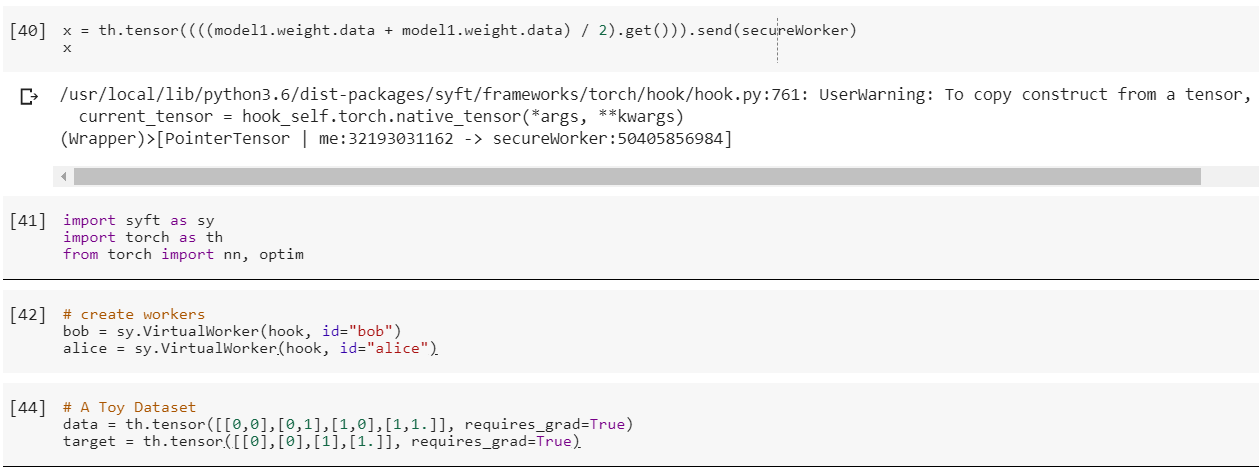 [40] x = th.tensor((((model1.weight.data + model1.weight.data) / 2).get())).send(secureWorker)
x
/usr/local/lib/python3.6/dist-packages/syft/frameworks/torch/hook/hook.py:761: UserWarning: To copy construct from a tensor,
current_tensor = hook_self.torch.native_tensor(*args, **kwargs)
(Wrapper)>[PointerTensor | me:32193031162 -> secureWorker:50405856984]
[41] import syft as sy
import torch as th
from torch import nn, optim
[42] # create workers
bob = sy.VirtualWorker(hook, id="bob")
alice = sy.VirtualWorker(hook, id="alice")
[44] # A Toy Dataset
data = th.tensor([[0,0],[0,1],[1,0],[1,1.]], requires_grad=True)
target = th.tensor([[0],[0],[1],[1.]], requires_grad=True)